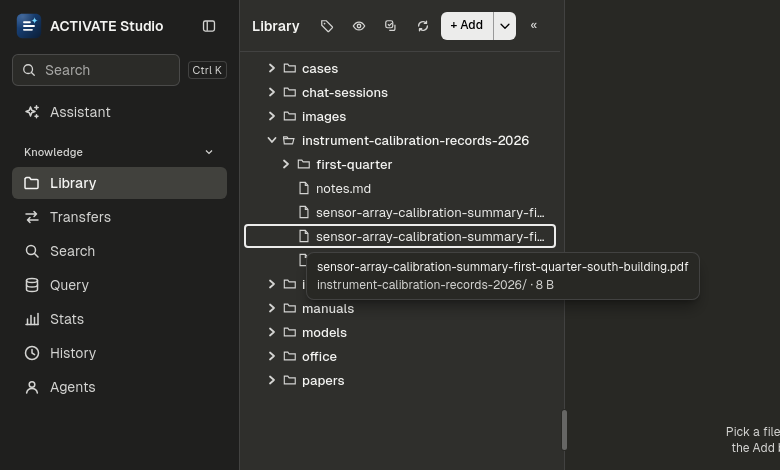 ACTIVATE Studio
Search
Ctrl K
Assistant
Knowledge
Library
Transfers
Search
Query
Stats
History
Agents
Library
+ Add
«
cases
chat-sessions
images
instrument-calibration-records-2026
first-quarter
notes.md
sensor-array-calibration-summary-fi...
sensor-array-calibration-summary-fi...
sensor-array-calibration-summary-first-quarter-south-building.pdf
instrument-calibration-records-2026/ · 8 B
manuals
models
office
papers
Pick a file
the Add